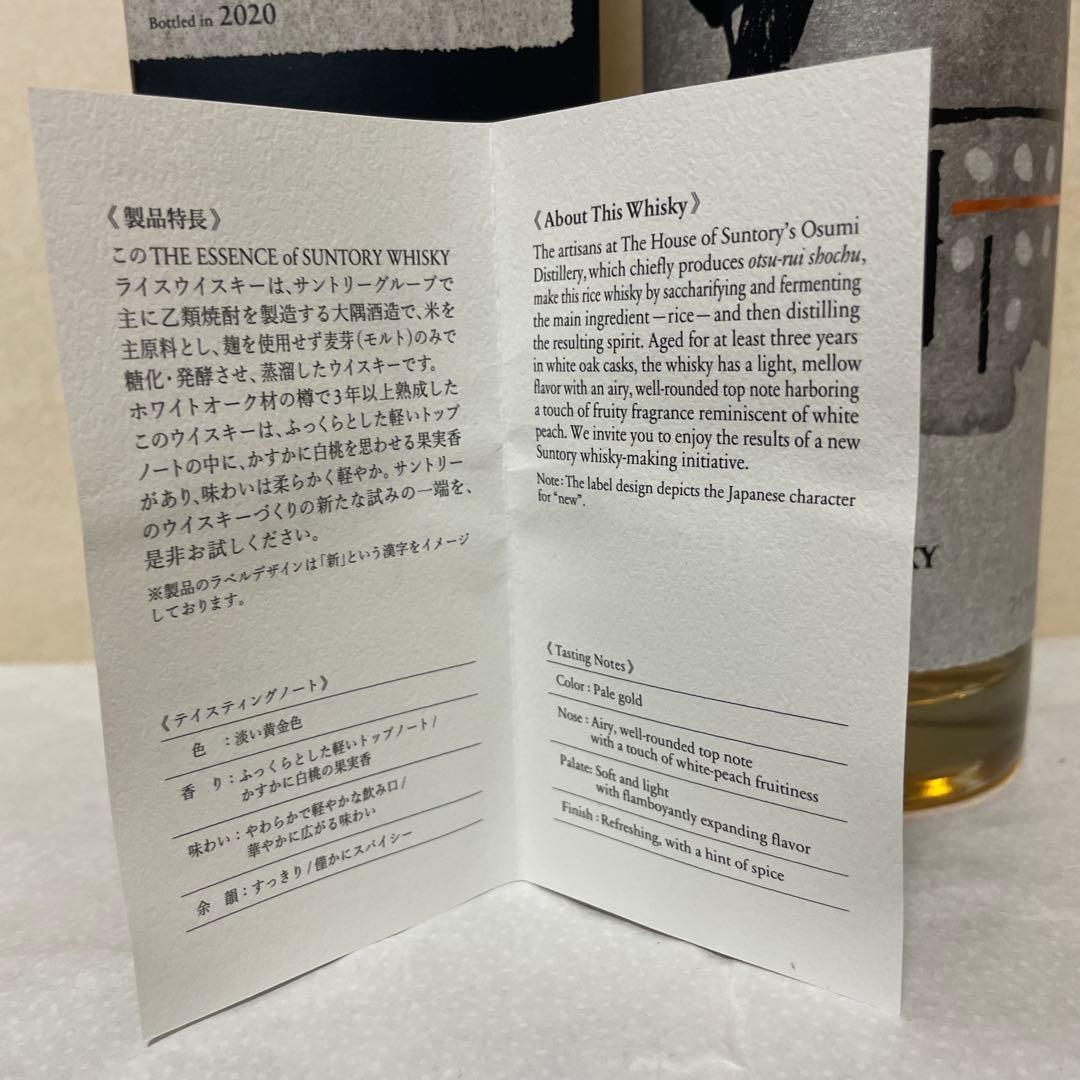 Bottled in 2020
《製品特長》
このTHE ESSENCE of SUNTORY WHISKY
ライスウイスキーは、サントリーグループで
主に乙類焼酎を製造する大隅酒造で、米を
主原料とし、麹を使用せず麦芽(モルト)のみで
糖化・発酵させ、蒸溜したウイスキーです。
ホワイトオーク材の樽で3年以上熟成した
このウイスキーは、ふっくらとした軽いトップ
ノートの中に、かすかに白桃を思わせる果実香
があり、味わいは柔らかく軽やか。サントリー
のウイスキーづくりの新たな試みの一端を、
是非お試しください。
※製品のラベルデザインは「新」という漢字をイメージ
しております。
《テイスティングノート》
色 :淡い黄金色
香り:ふっくらとした軽いトップノート/
かすかに白桃の果実香
味わい:やわらかで軽やかな飲み口/
華やかに広がる味わい
余韻:すっきり/僅かにスパイシー
《About This Whisky》
The artisans at The House of Suntory's Osumi
Distillery, which chiefly produces otsu-rui shochu,
make this rice whisky by saccharifying and fermenting
the main ingredient—rice—and then distilling
the resulting spirit. Aged for at least three years
in white oak casks, the whisky has a light, mellow
flavor with an airy, well-rounded top note harboring
a touch of fruity fragrance reminiscent of white
peach. We invite you to enjoy the results of a new
Suntory whisky-making initiative.
Note: The label design depicts the Japanese character
for "new".
《Tasting Notes》
Color : Pale gold
Nose : Airy, well-rounded top note
with a touch of white-peach fruitiness
Palate: Soft and light
with flamboyantly expanding flavor
Finish : Refreshing, with a hint of spice